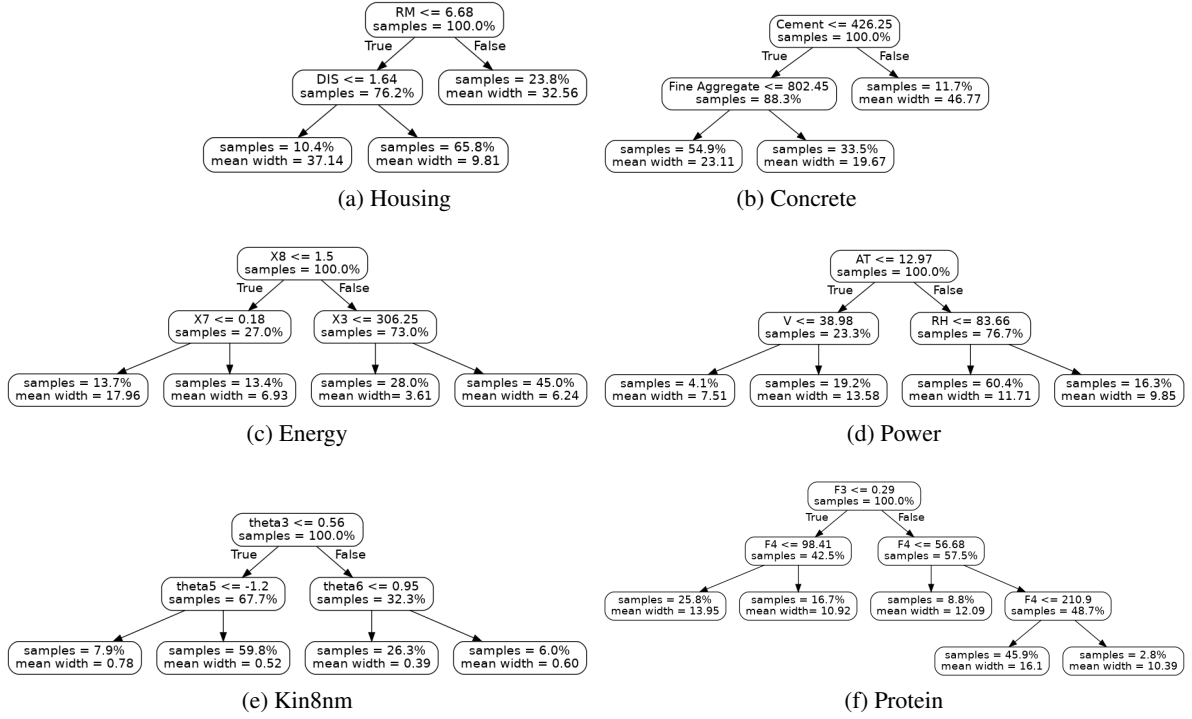 RM <= 6.68
samples = 100.0%
True
False
DIS <= 1.64
samples = 76.2%
samples = 23.8%
mean width = 32.56
samples = 10.4%
mean width = 37.14
samples = 65.8%
mean width = 9.81
(a) Housing
Cement <= 426.25
samples = 100.0%
True
False
Fine Aggregate <= 802.45
samples = 88.3%
samples = 11.7%
mean width = 46.77
samples = 54.9%
mean width = 23.11
samples = 33.5%
mean width = 19.67
(b) Concrete
X8 <= 1.5
samples = 100.0%
True
False
X7 <= 0.18
samples = 27.0%
X3 <= 306.25
samples = 73.0%
samples = 13.7%
mean width = 17.96
samples = 13.4%
mean width = 6.93
samples = 28.0%
mean width= 3.61
samples = 45.0%
mean width = 6.24
(c) Energy
AT <= 12.97
samples = 100.0%
True
False
V <= 38.98
samples = 23.3%
RH <= 83.66
samples = 76.7%
samples = 4.1%
mean width = 7.51
samples = 19.2%
mean width = 13.58
samples = 60.4%
mean width = 11.71
samples = 16.3%
mean width = 9.85
(d) Power
theta3 <= 0.56
samples = 100.0%
True
False
theta5 <= -1.2
samples = 67.7%
theta6 <= 0.95
samples = 32.3%
samples = 7.9%
mean width = 0.78
samples = 59.8%
mean width = 0.52
samples = 26.3%
mean width = 0.39
samples = 6.0%
mean width = 0.60
(e) Kin8nm
F3 <= 0.29
samples = 100.0%
True
False
F4 <= 98.41
samples = 42.5%
F4 <= 56.68
samples = 57.5%
samples = 25.8%
mean width = 13.95
samples = 16.7%
mean width= 10.92
samples = 8.8%
mean width = 12.09
F4 <= 210.9
samples = 48.7%
samples = 45.9%
mean width = 16.1
samples = 2.8%
mean width = 10.39
(f) Protein